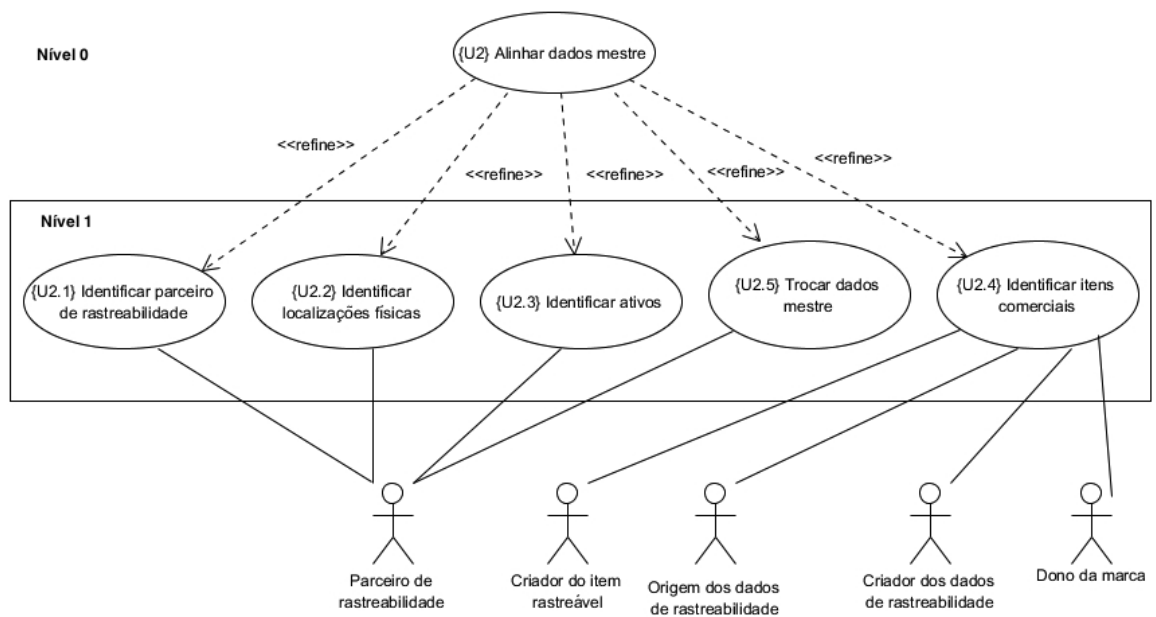 Nível 0
{U2} Alinhar dados mestre
<<refine>>
<<refine>>
<<refine>>
<<refine>>
<<refine>>
Nível 1
{U2.1} Identificar parceiro
de rastreabilidade
{U2.2} Identificar
localizações físicas
{U2.3} Identificar ativos
{U2.5} Trocar dados
mestre
{U2.4} Identificar itens
comerciais
Parceiro de
rastreabilidade
Criador do item
rastreável
Origem dos dados
de rastreabilidade
Criador dos dados
de rastreabilidade
Dono da marca